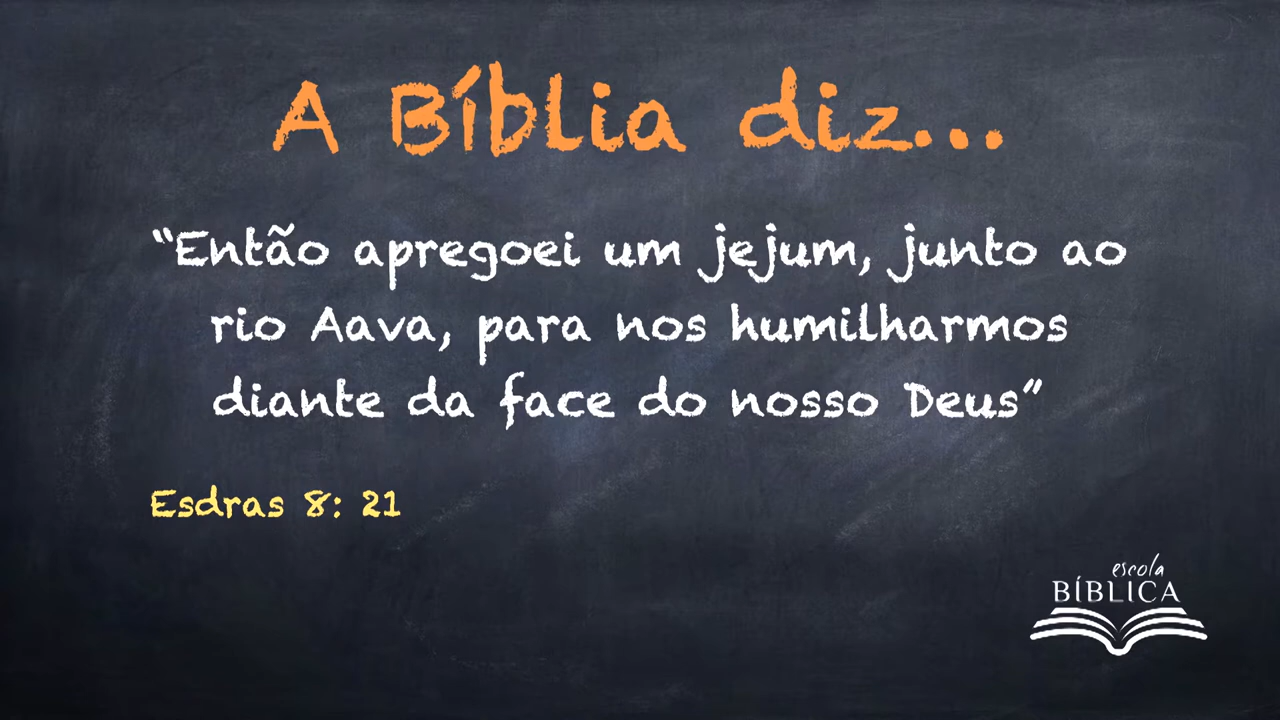 A Bíblia diz...
“Então apregoei um jejum, junto ao
rio Aava, para nos humilharmos
diante da face do nosso Deus”
Esdras 8: 21
escola
BÍBLICA